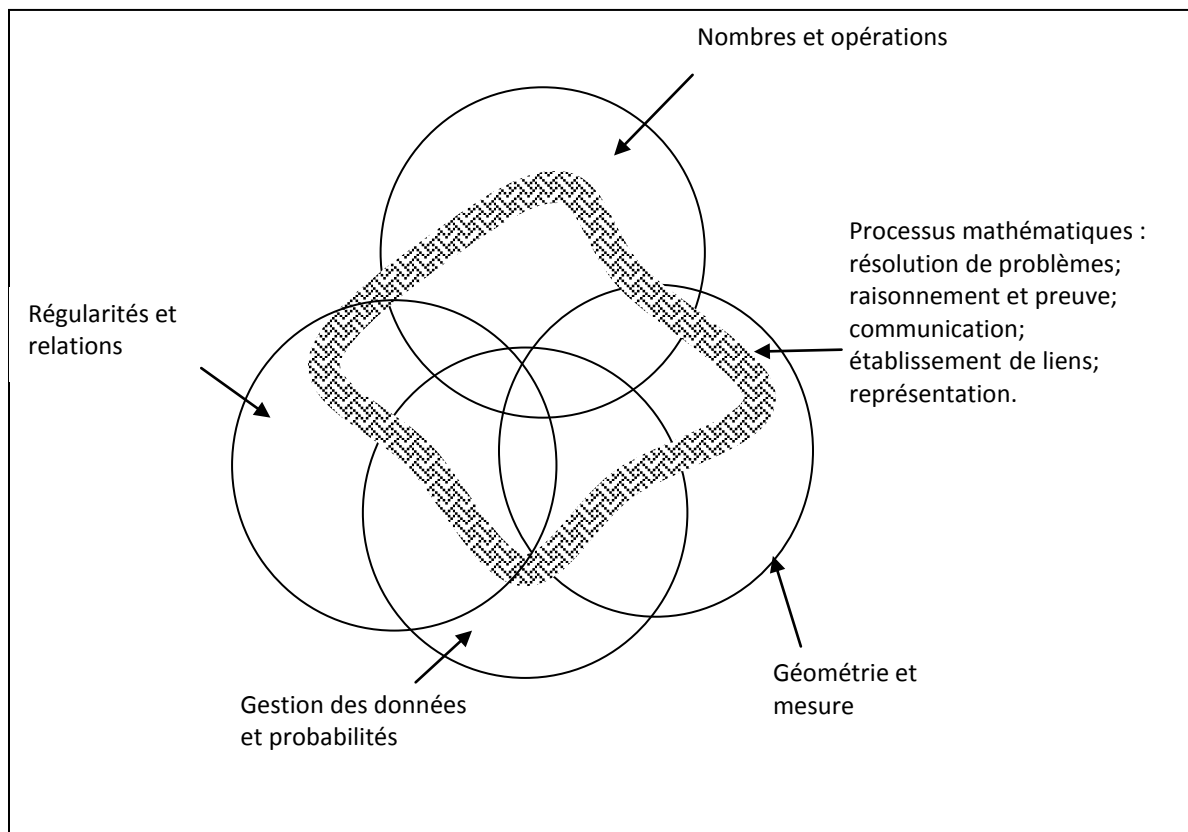 Nombres et opérations
Processus mathématiques :
résolution de problèmes;
raisonnement et preuve;
communication;
établissement de liens;
représentation.
Régularités et
relations
Géométrie et
mesure
Gestion des données
et probabilités